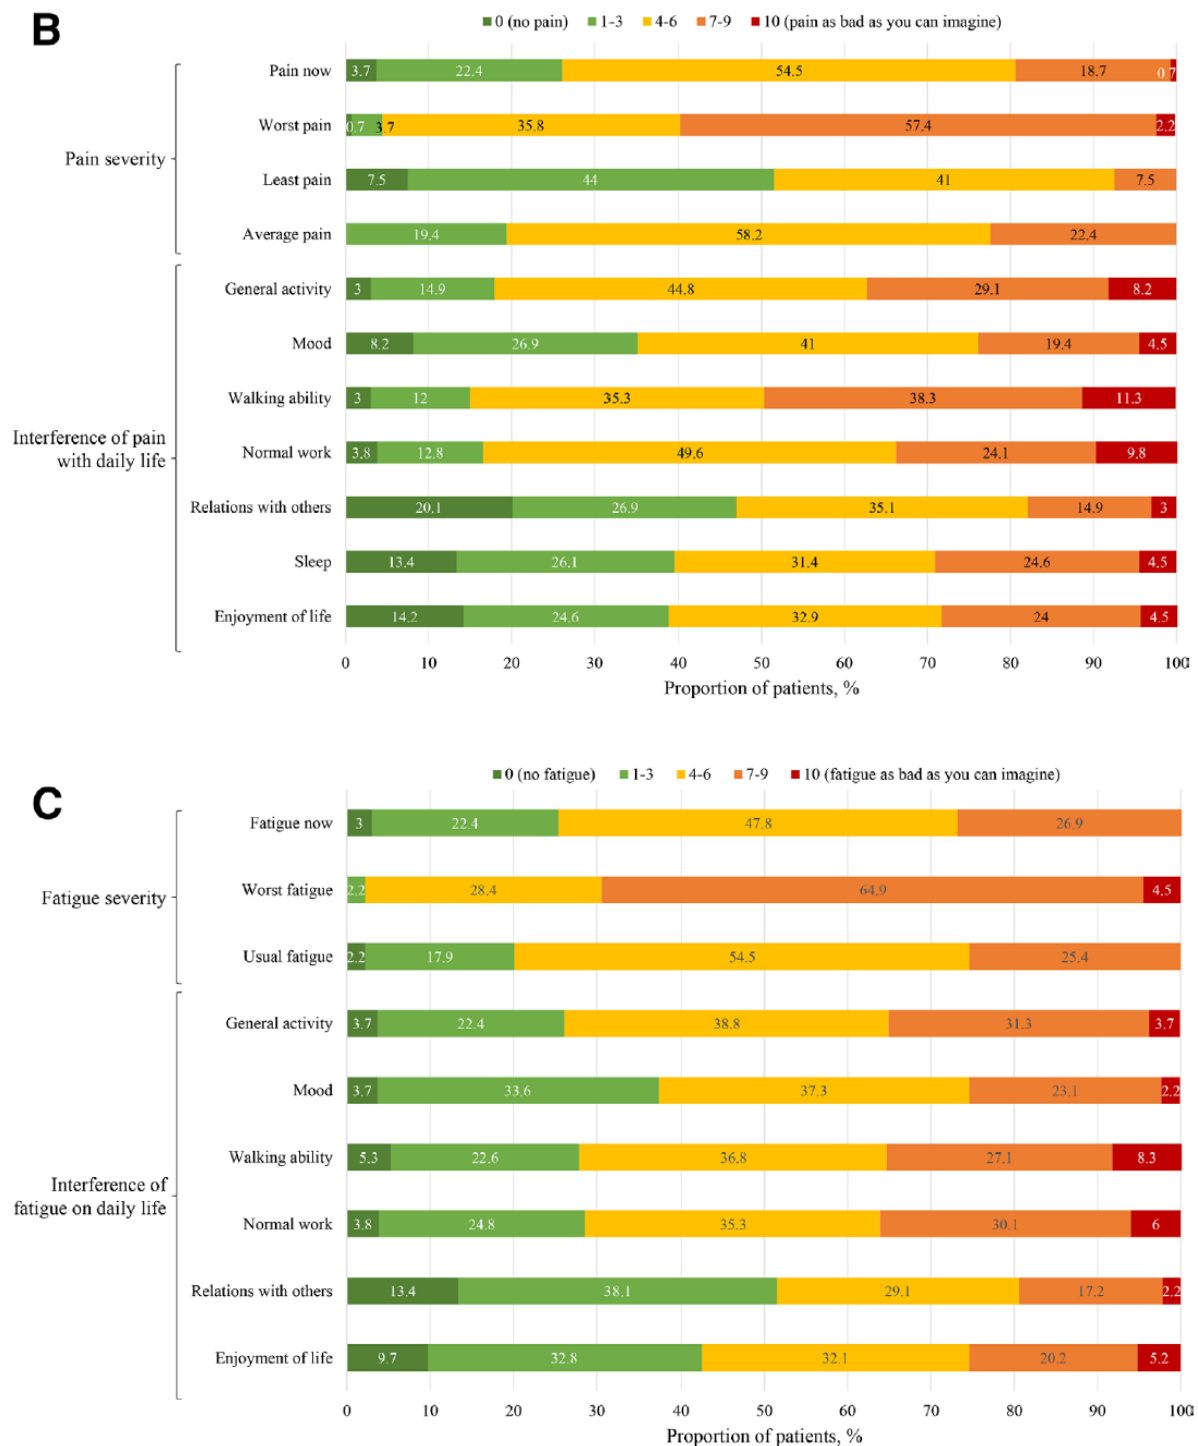 B
0 (no pain) 1-3 4-6 7-9 10 (pain as bad as you can imagine)
Pain severity
Pain now 3.7 22.4 54.5 18.7 0.7
Worst pain 0.7 3.7 35.8 57.4 2.2
Least pain 7.5 44 41 7.5
Average pain 19.4 58.2 22.4
Interference of pain
with daily life
General activity 3 14.9 44.8 29.1 8.2
Mood 8.2 26.9 41 19.4 4.5
Walking ability 3 12 35.3 38.3 11.3
Normal work 3.8 12.8 49.6 24.1 9.8
Relations with others 20.1 26.9 35.1 14.9 3
Sleep 13.4 26.1 31.4 24.6 4.5
Enjoyment of life 14.2 24.6 32.9 24 4.5
0 10 20 30 40 50 60 70 80 90 100
Proportion of patients, %
C
0 (no fatigue) 1-3 4-6 7-9 10 (fatigue as bad as you can imagine)
Fatigue severity
Fatigue now 3 22.4 47.8 26.9
Worst fatigue 2.2 28.4 64.9 4.5
Usual fatigue 2.2 17.9 54.5 25.4
Interference of
fatigue on daily life
General activity 3.7 22.4 38.8 31.3 3.7
Mood 3.7 33.6 37.3 23.1 2.2
Walking ability 5.3 22.6 36.8 27.1 8.3
Normal work 3.8 24.8 35.3 30.1 6
Relations with others 13.4 38.1 29.1 17.2 2.2
Enjoyment of life 9.7 32.8 32.1 20.2 5.2
0 10 20 30 40 50 60 70 80 90 100
Proportion of patients, %